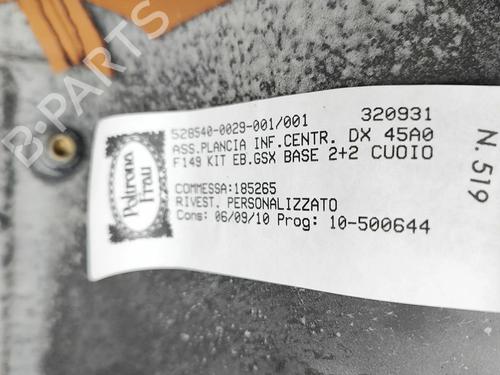 B-PARTS
Poltrona
Frau
528540-0029-001/001 320931
ASS.PLANCIA INF.CENTR. DX 45A0
F149 KIT EB.GSX BASE 2+2 CUOIO
COMMESSA:185265
RIVEST. PERSONALIZZATO
Cons: 06/09/10 Prog: 10-500644
N. 519